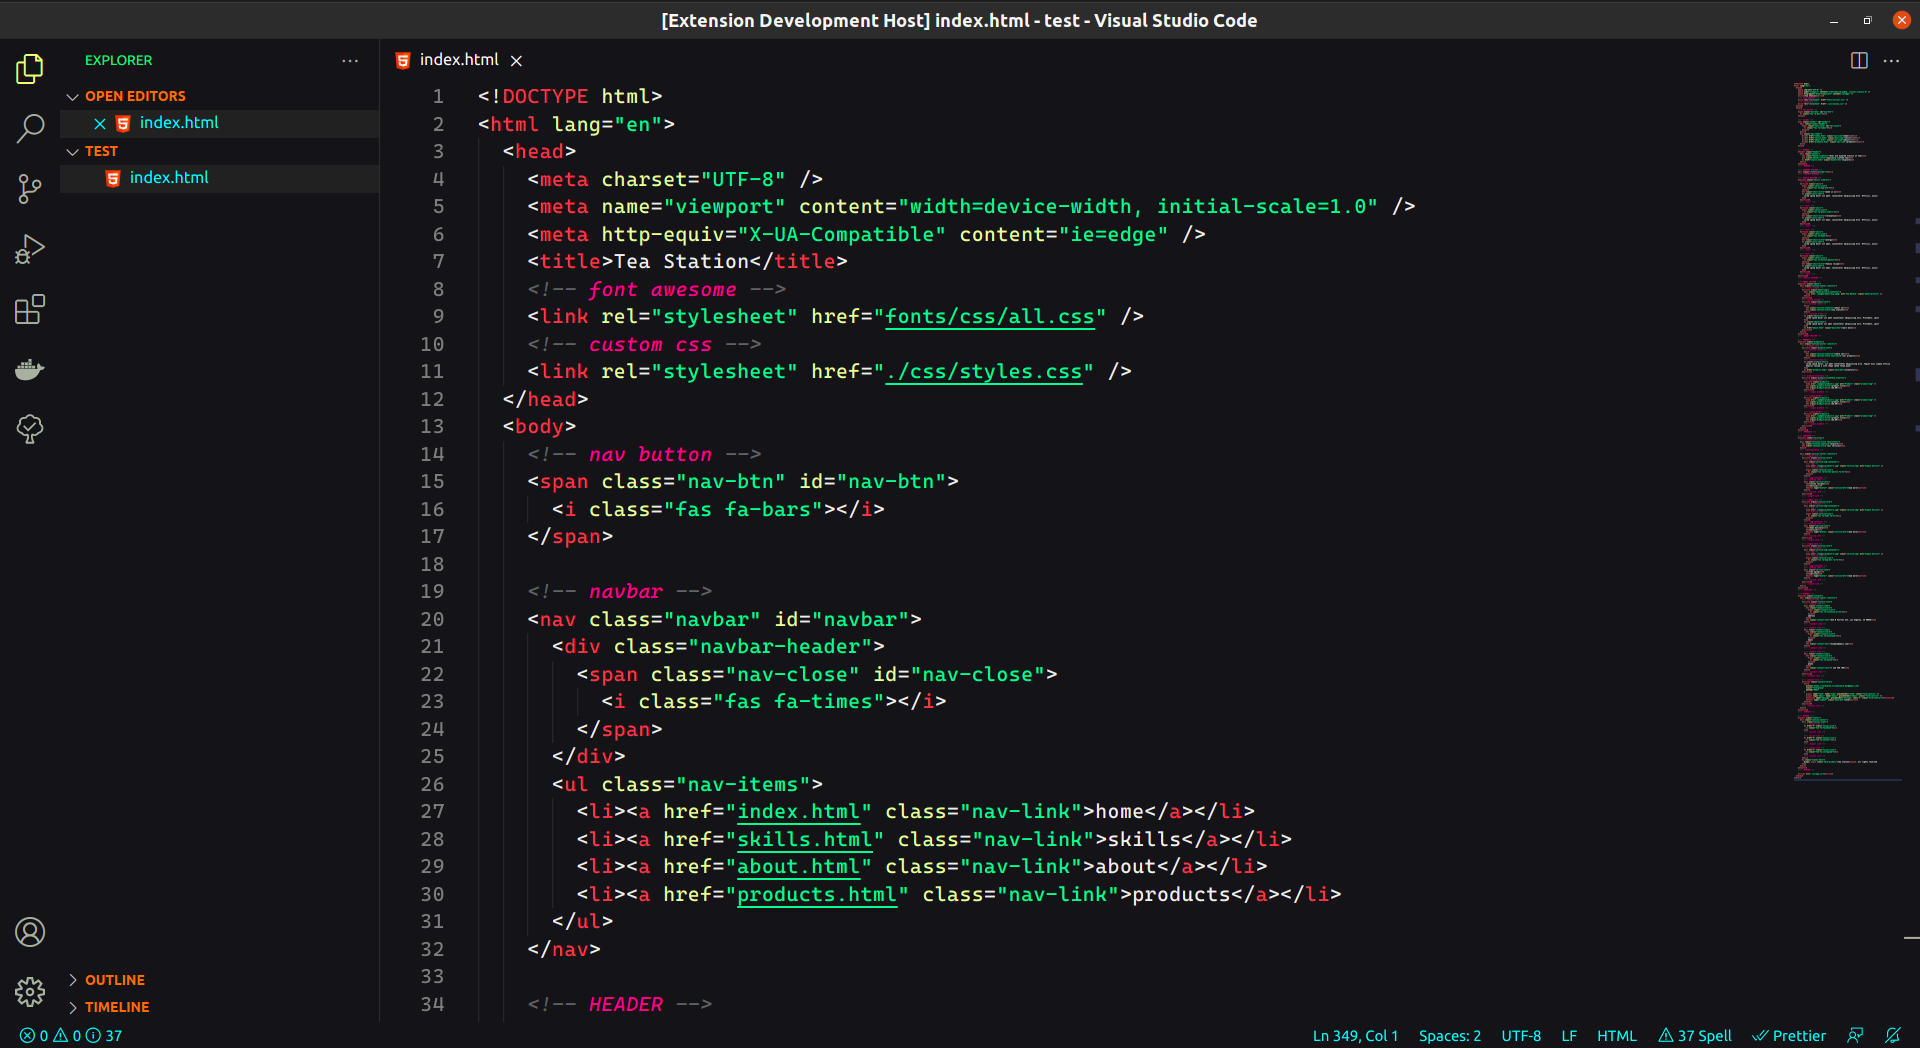 [Extension Development Host] index.html - test - Visual Studio Code
EXPLORER
OPEN EDITORS
index.html
TEST
index.html
OUTLINE
TIMELINE
index.html
1 <!DOCTYPE html>
2 <html lang="en">
3 <head>
4 <meta charset="UTF-8" />
5 <meta name="viewport" content="width=device-width, initial-scale=1.0" />
6 <meta http-equiv="X-UA-Compatible" content="ie=edge" />
7 <title>Tea Station</title>
8 <!-- font awesome -->
9 <link rel="stylesheet" href="fonts/css/all.css" />
10 <!-- custom css -->
11 <link rel="stylesheet" href="./css/styles.css" />
12 </head>
13 <body>
14 <!-- nav button -->
15 <span class="nav-btn" id="nav-btn">
16 <i class="fas fa-bars"></i>
17 </span>
18
19 <!-- navbar -->
20 <nav class="navbar" id="navbar">
21 <div class="navbar-header">
22 <span class="nav-close" id="nav-close">
23 <i class="fas fa-times"></i>
24 </span>
25 </div>
26 <ul class="nav-items">
27 <li><a href="index.html" class="nav-link">home</a></li>
28 <li><a href="skills.html" class="nav-link">skills</a></li>
29 <li><a href="about.html" class="nav-link">about</a></li>
30 <li><a href="products.html" class="nav-link">products</a></li>
31 </ul>
32 </nav>
33
34 <!-- HEADER -->
0 0 37 Ln 349, Col 1 Spaces: 2 UTF-8 LF HTML 37 Spell Prettier